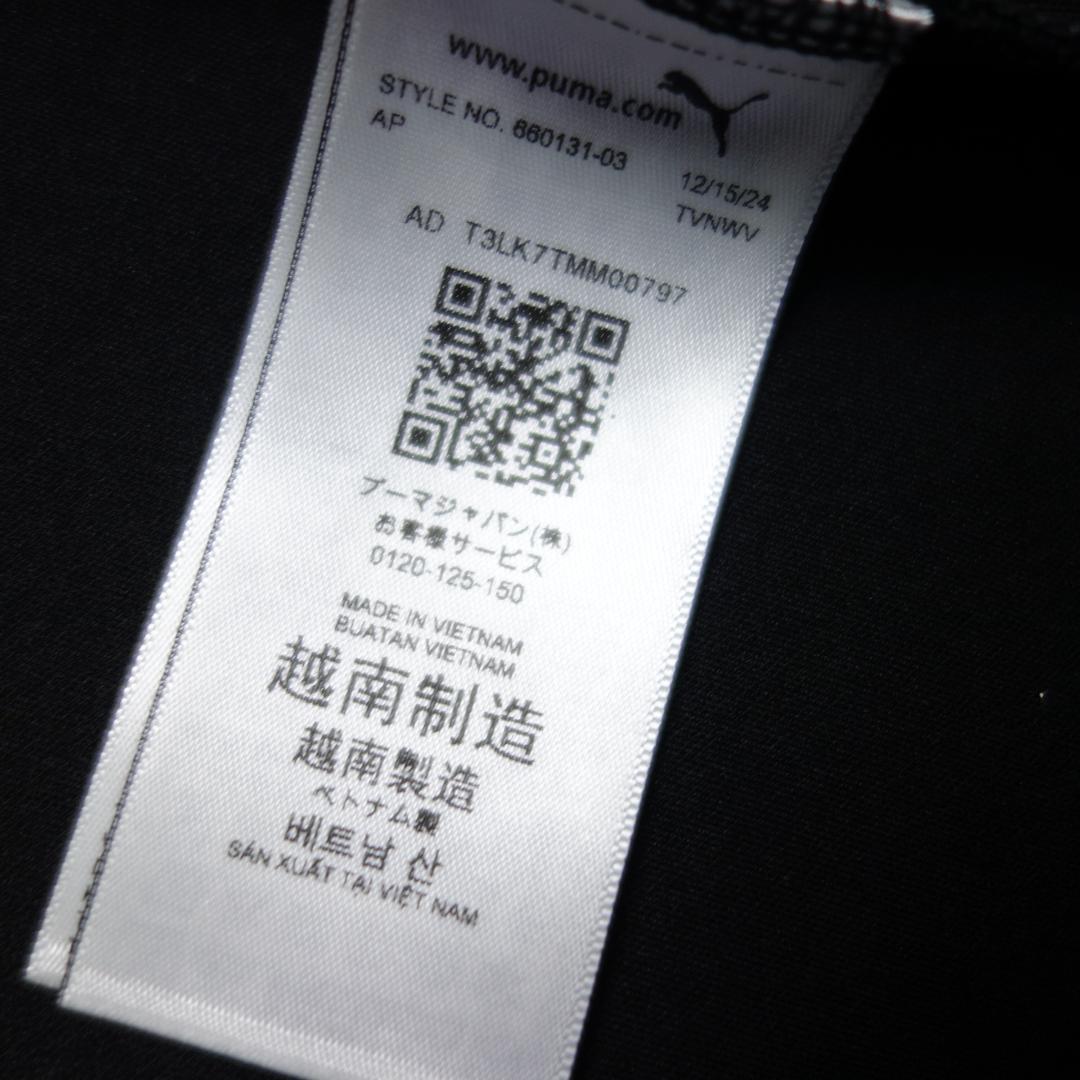 www.puma.com
STYLE NO. 660131-03
AP
12/15/24
TVNWV
AD T3LK7TMM00797
プーマジャパン(株)
お客様サービス
0120-125-150
MADE IN VIETNAM
BUATAN VIETNAM
越南制造
越南製造
ベトナム製
베트남 산
SẢN XUẤT TẠI VIỆT NAM